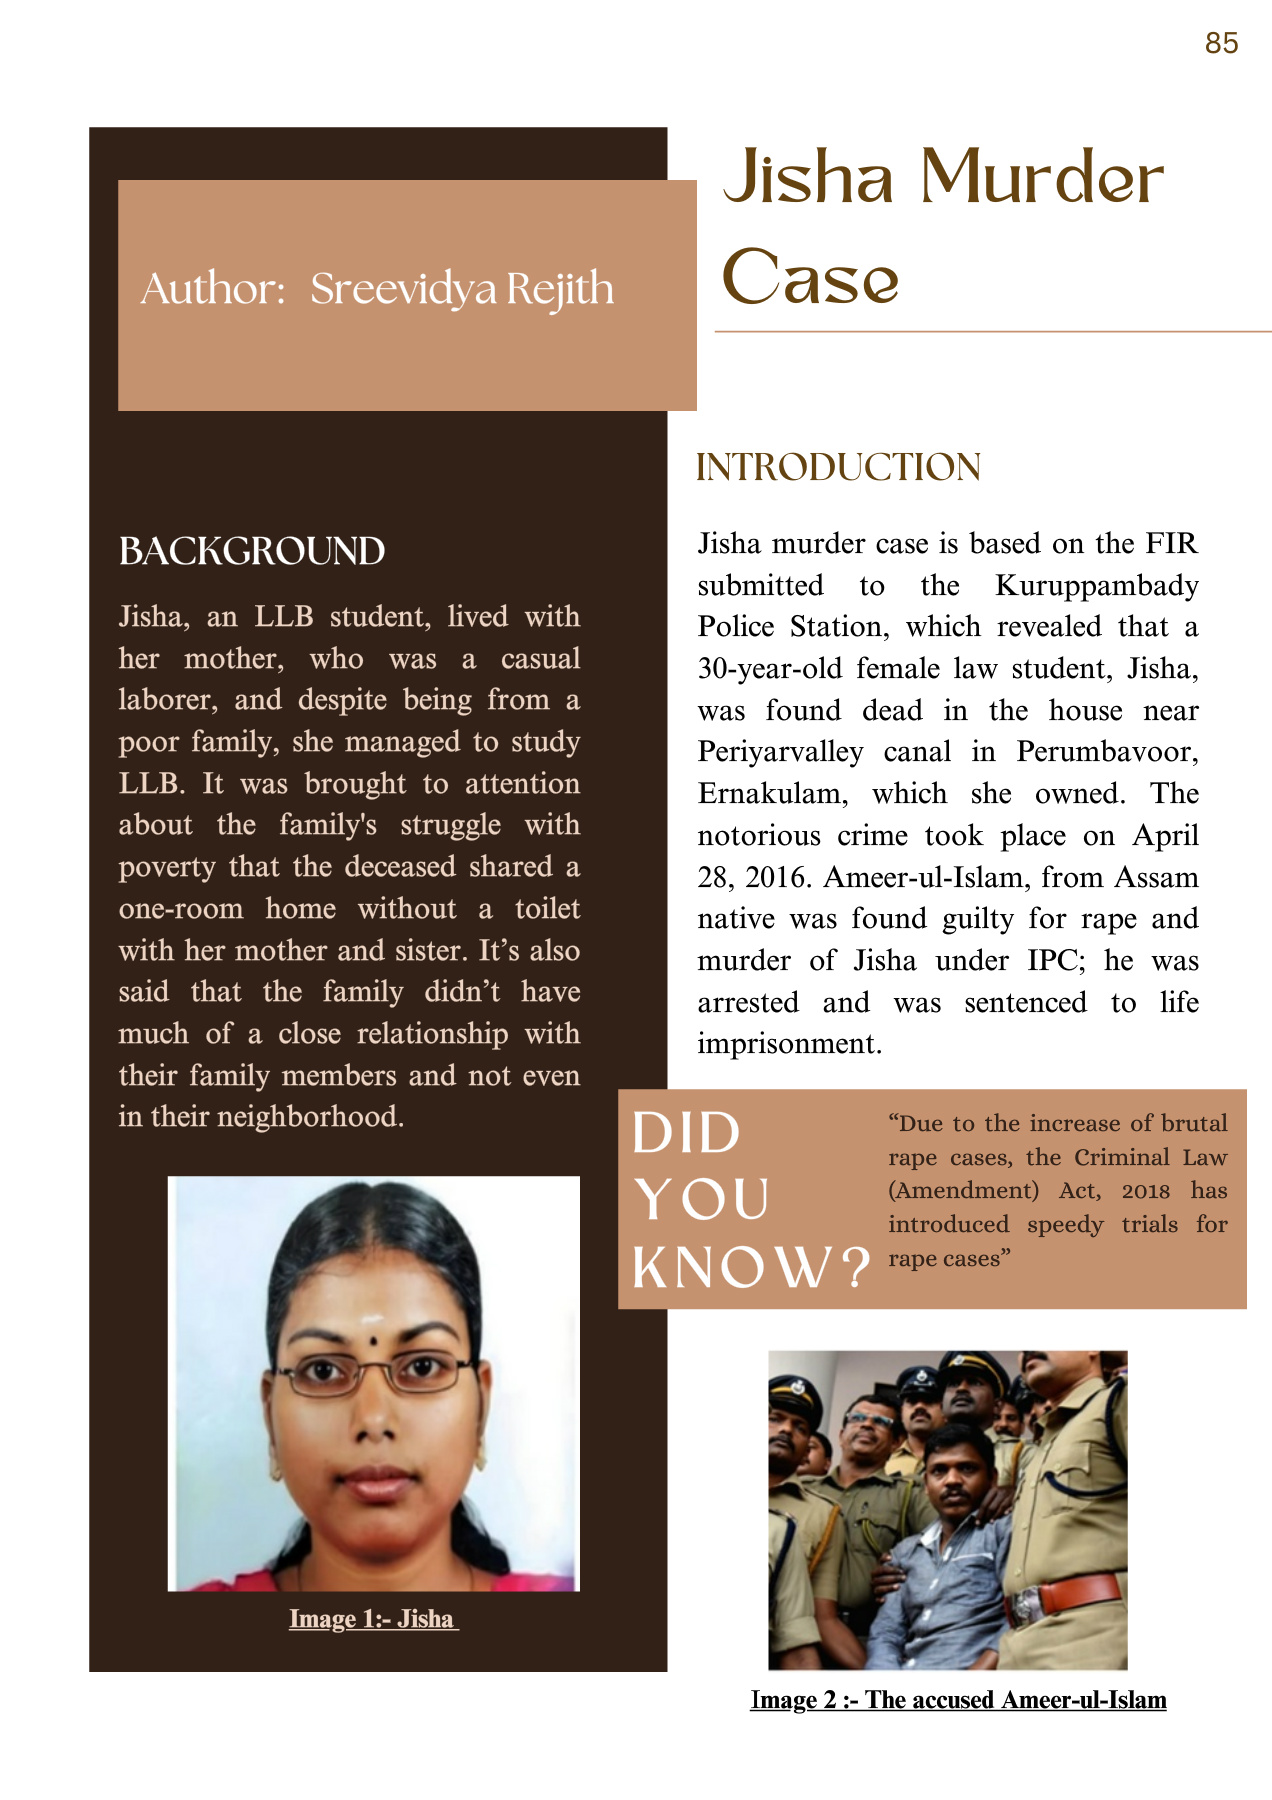 85
Jisha Murder
Case
Author: Sreevidya Rejith
BACKGROUND
Jisha, an LLB student, lived with
her mother, who was a casual
laborer, and despite being from a
poor family, she managed to study
LLB. It was brought to attention
about the family's struggle with
poverty that the deceased shared a
one-room home without a toilet
with her mother and sister. It’s also
said that the family didn’t have
much of a close relationship with
their family members and not even
in their neighborhood.
Image 1:- Jisha
INTRODUCTION
Jisha murder case is based on the FIR
submitted to the Kuruppambady
Police Station, which revealed that a
30-year-old female law student, Jisha,
was found dead in the house near
Periyarvalley canal in Perumbavoor,
Ernakulam, which she owned. The
notorious crime took place on April
28, 2016. Ameer-ul-Islam, from Assam
native was found guilty for rape and
murder of Jisha under IPC; he was
arrested and was sentenced to life
imprisonment.
DID
YOU
KNOW?
“Due to the increase of brutal
rape cases, the Criminal Law
(Amendment) Act, 2018 has
introduced speedy trials for
rape cases”
Image 2 :- The accused Ameer-ul-Islam